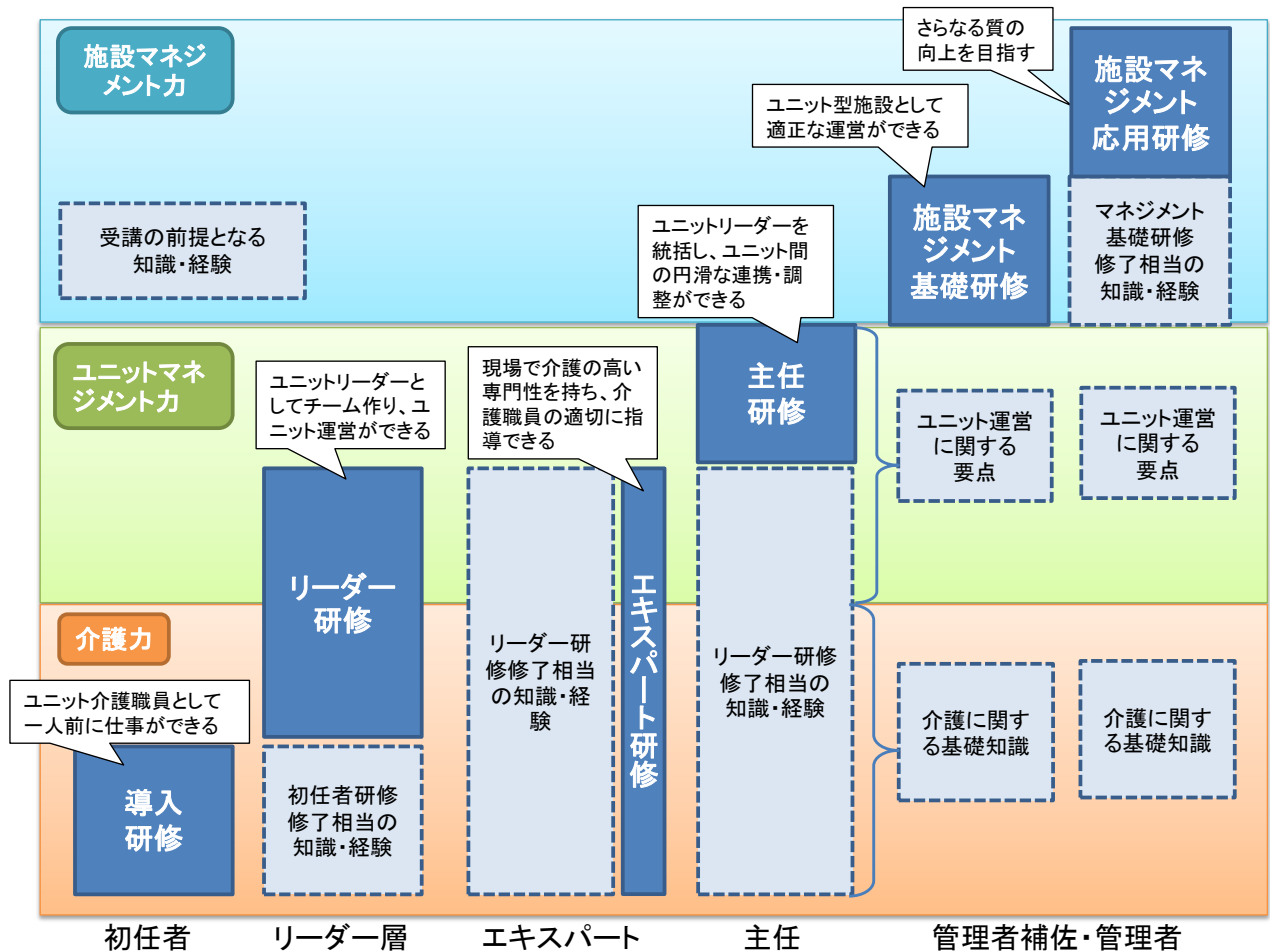 施設マネジ
メント力
さらなる質の
向上を目指す
施設マネ
ジメント
応用研修
ユニット型施設として
適正な運営ができる
受講の前提となる
知識・経験
ユニットリーダーを
統括し、ユニット間
の円滑な連携・調
整ができる
施設マネ
ジメント
基礎研修
マネジメント
基礎研修
修了相当の
知識・経験
ユニットマネ
ジメント力
ユニットリーダーと
してチーム作り、ユ
ニット運営ができる
現場で介護の高い
専門性を持ち、介
護職員の適切に指
導できる
主任
研修
ユニット運営
に関する
要点
ユニット運営
に関する
要点
リーダー
研修
エキスパート研修
介護力
リーダー研
修修了相当
の知識・経
験
リーダー研修
修了相当の
知識・経験
介護に関す
る基礎知識
介護に関す
る基礎知識
ユニット介護職員として
一人前に仕事ができる
導入
研修
初任者研修
修了相当の
知識・経験
初任者
リーダー層
エキスパート
主任
管理者補佐・管理者